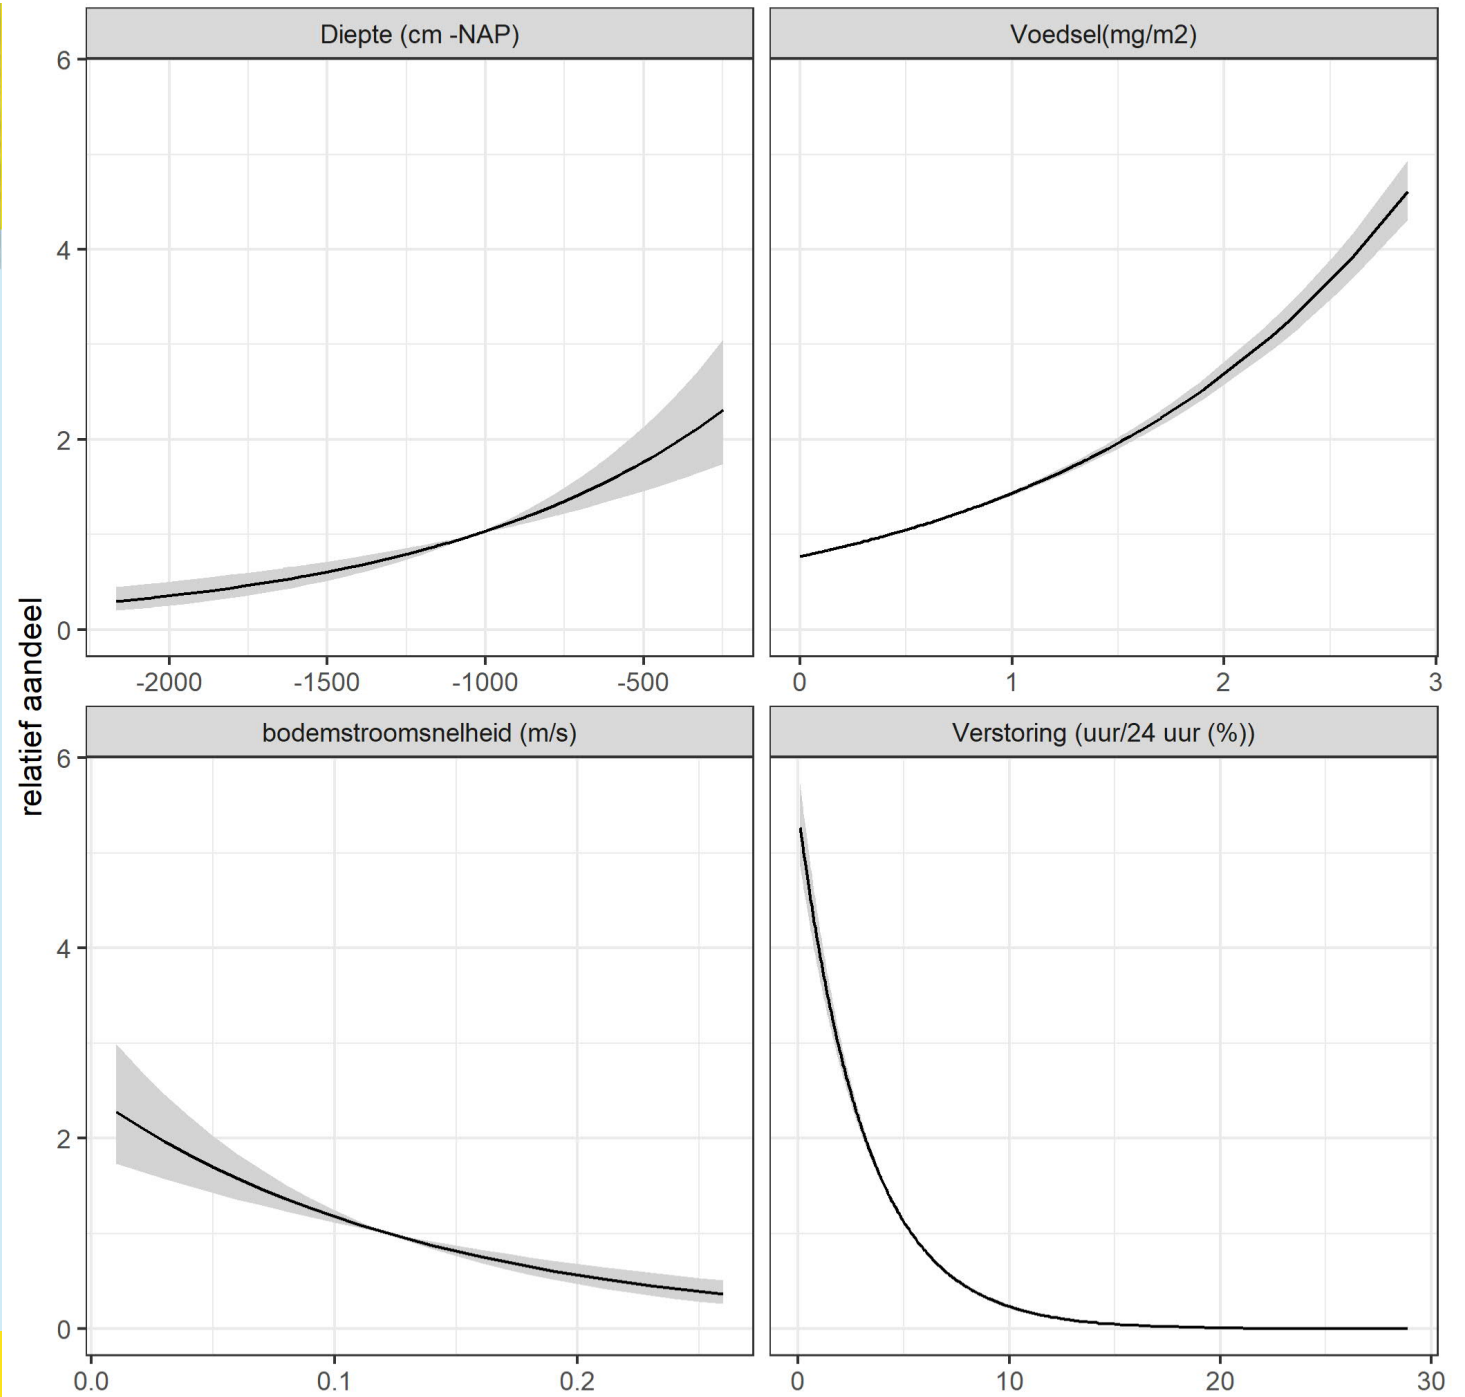 Diepte (cm -NAP)
Voedsel(mg/m2)
6
4
2
0
-2000 -1500 -1000 -500
0 1 2 3
relatief aandeel
bodemstroomsnelheid (m/s)
Verstoring (uur/24 uur (%))
6
4
2
0
0.0 0.1 0.2
0 10 20 30